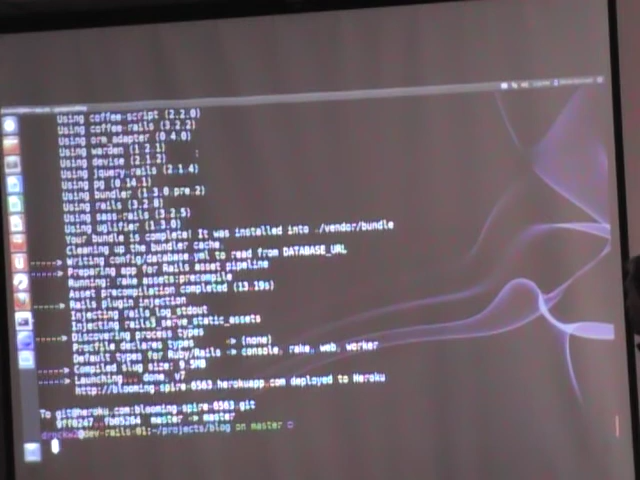 Using coffee-script (2.2.0)
Using coffee-rails (3.2.2)
Using orm_adapter (0.4.0)
Using warden (1.2.1)
Using devise (2.1.2)
Using jquery-rails (2.1.4)
Using pg (0.14.1)
Using bundler (1.3.0.pre.2)
Using rails (3.2.8)
Using sass-rails (3.2.5)
Using uglifier (1.3.0)
Your bundle is complete! It was installed into ./vendor/bundle
Cleaning up the bundler cache.
-----> Writing config/database.yml to read from DATABASE_URL
-----> Preparing app for Rails asset pipeline
Running: rake assets:precompile
Asset precompilation completed (13.19s)
-----> Rails plugin injection
Injecting rails_log_stdout
Injecting rails3_serve_static_assets
-----> Discovering process types
Procfile declares types -> (none)
Default types for Ruby/Rails -> console, rake, web, worker
-----> Compiled slug size: 9.5MB
-----> Launching... done, v7
http://blooming-spire-6563.herokuapp.com deployed to Heroku
To git@heroku.com:blooming-spire-6563.git
0ff0247..fb05264 master -> master
@dev-rails-01:~/projects/blog on master